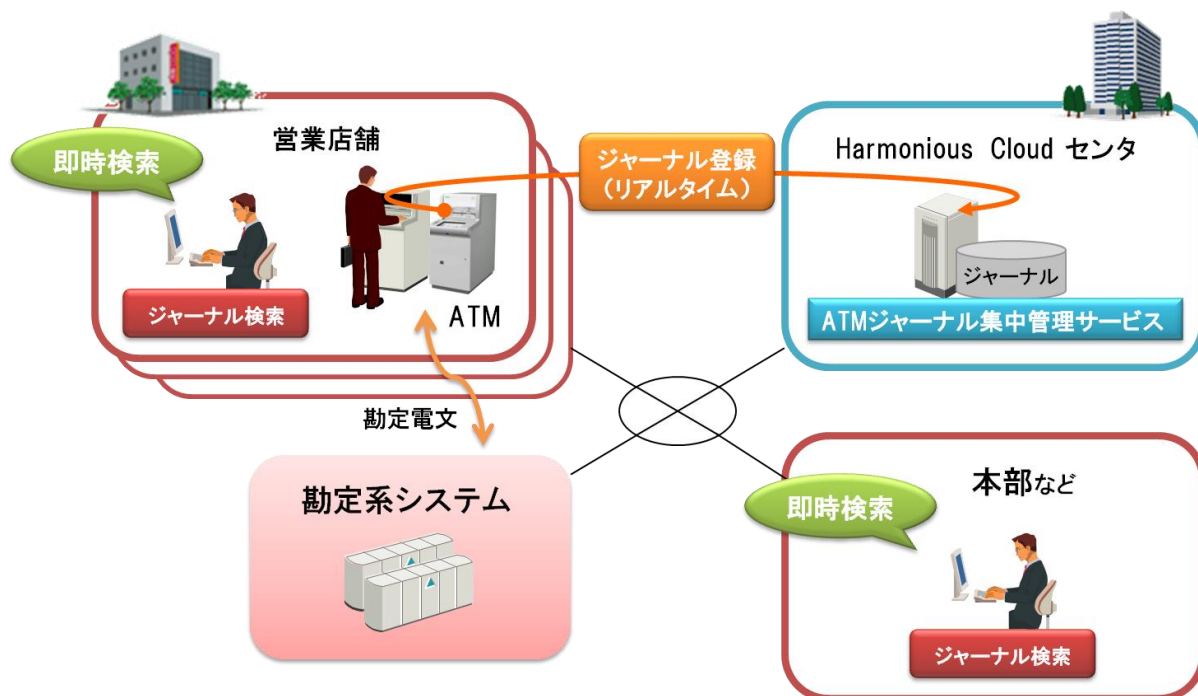 営業店舗
即時検索
ジャーナル検索
ATM
ジャーナル登録
（リアルタイム）
Harmonious Cloud センタ
ジャーナル
ATMジャーナル集中管理サービス
勘定電文
勘定系システム
本部など
即時検索
ジャーナル検索